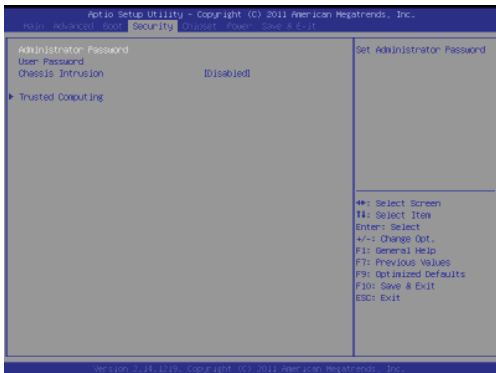 Aptio Setup Utility - Copyright (C) 2011 American Megatrends, Inc.
Main Advanced Boot Security Chipset Power Save & Exit
Administrator Password
User Password
Chassis Intrusion [Disabled]
Trusted Computing
Set Administrator Password
: Select Screen
: Select Item
Enter: Select
+/-: Change Opt.
F1: General Help
F7: Previous Values
F9: Optimized Defaults
F10: Save & Exit
ESC: Exit
Version 2.14.1219. Copyright (C) 2011 American Megatrends, Inc.